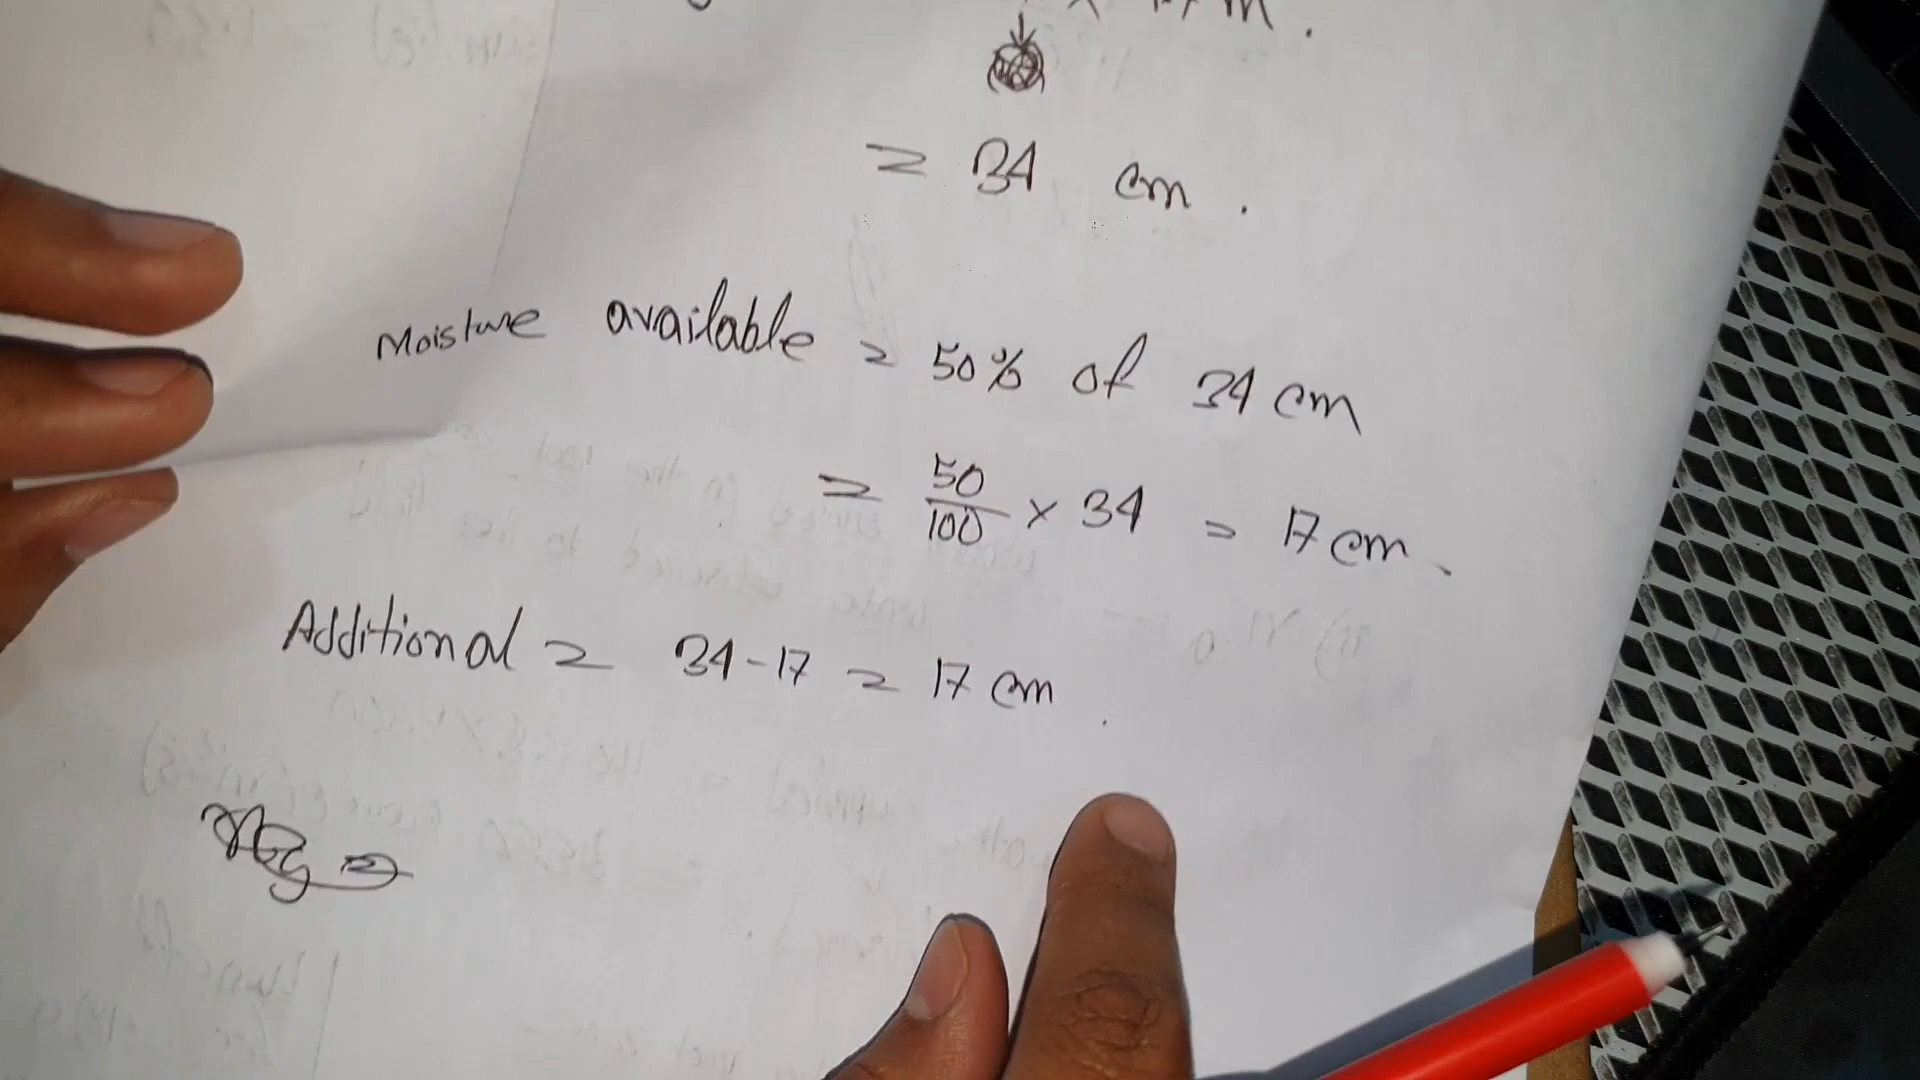 = 34 cm.
Moisture available = 50% of 34 cm
= 50/100 × 34 = 17 cm.
Additional = 34-17 = 17 cm.